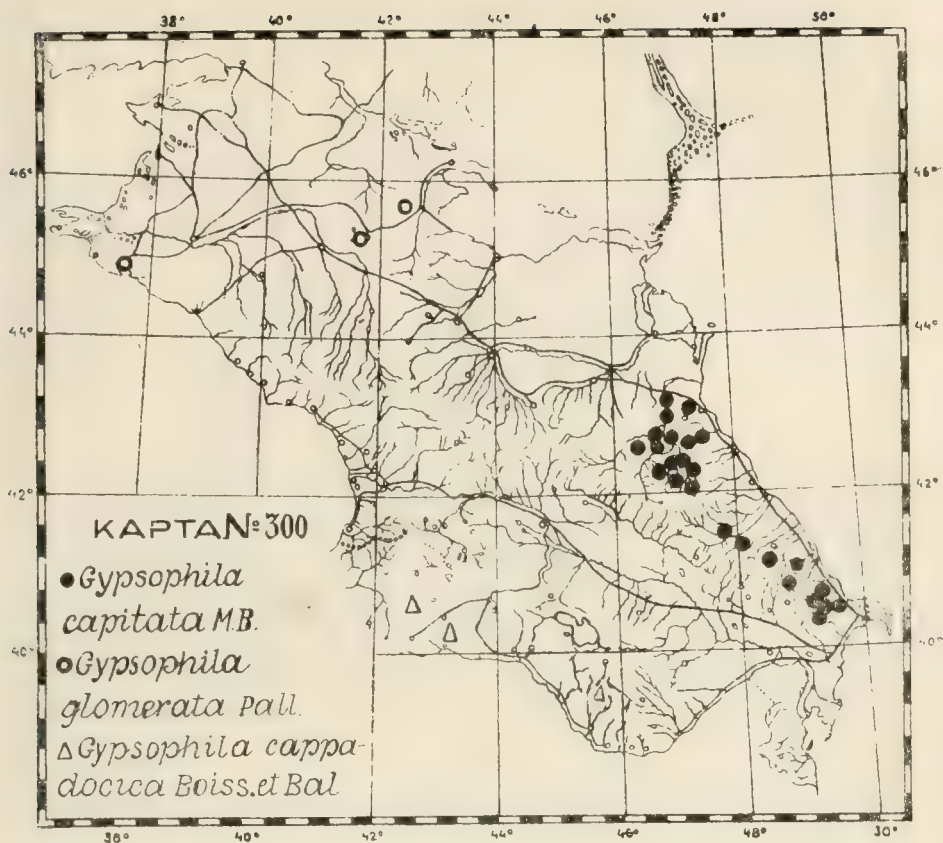 38° 40° 42° 44° 46° 48° 50°
46° 46°
44° 44°
42° 42°
40° 40°
КАРТА № 300
Gypsophila
capitata M.B.
Gypsophila
glomerata Pall.
Gypsophila cappa-
docica Boiss. et Bal
38° 40° 42° 44° 46° 48° 30°